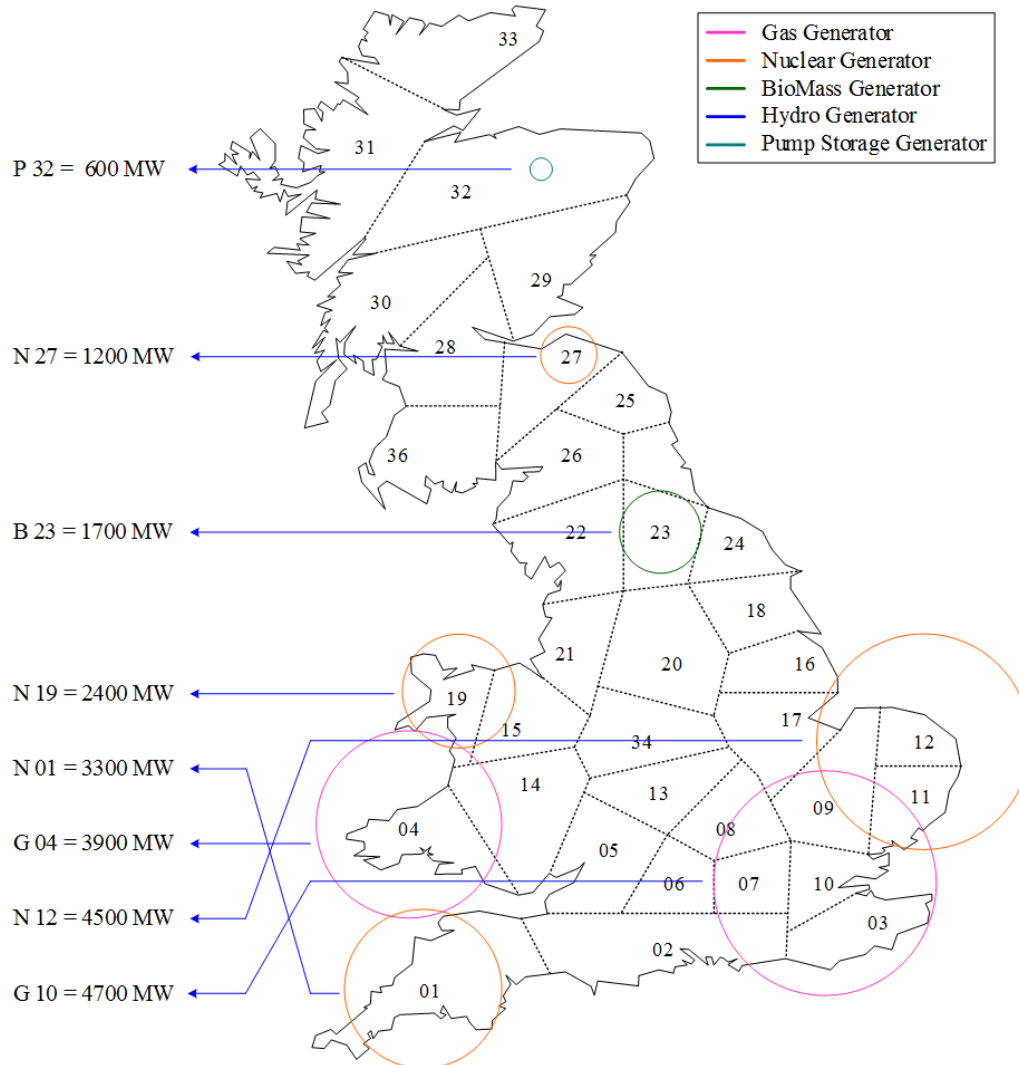 33
Gas Generator
Nuclear Generator
BioMass Generator
Hydro Generator
Pump Storage Generator
31
P 32 = 600 MW
32
29
30
28
N 27 = 1200 MW
27
25
36
26
B 23 = 1700 MW
22
23
24
18
21
20
16
N 19 = 2400 MW
19
15
17
34
12
N 01 = 3300 MW
14
13
11
09
G 04 = 3900 MW
04
08
05
06
07
10
N 12 = 4500 MW
03
02
G 10 = 4700 MW
01